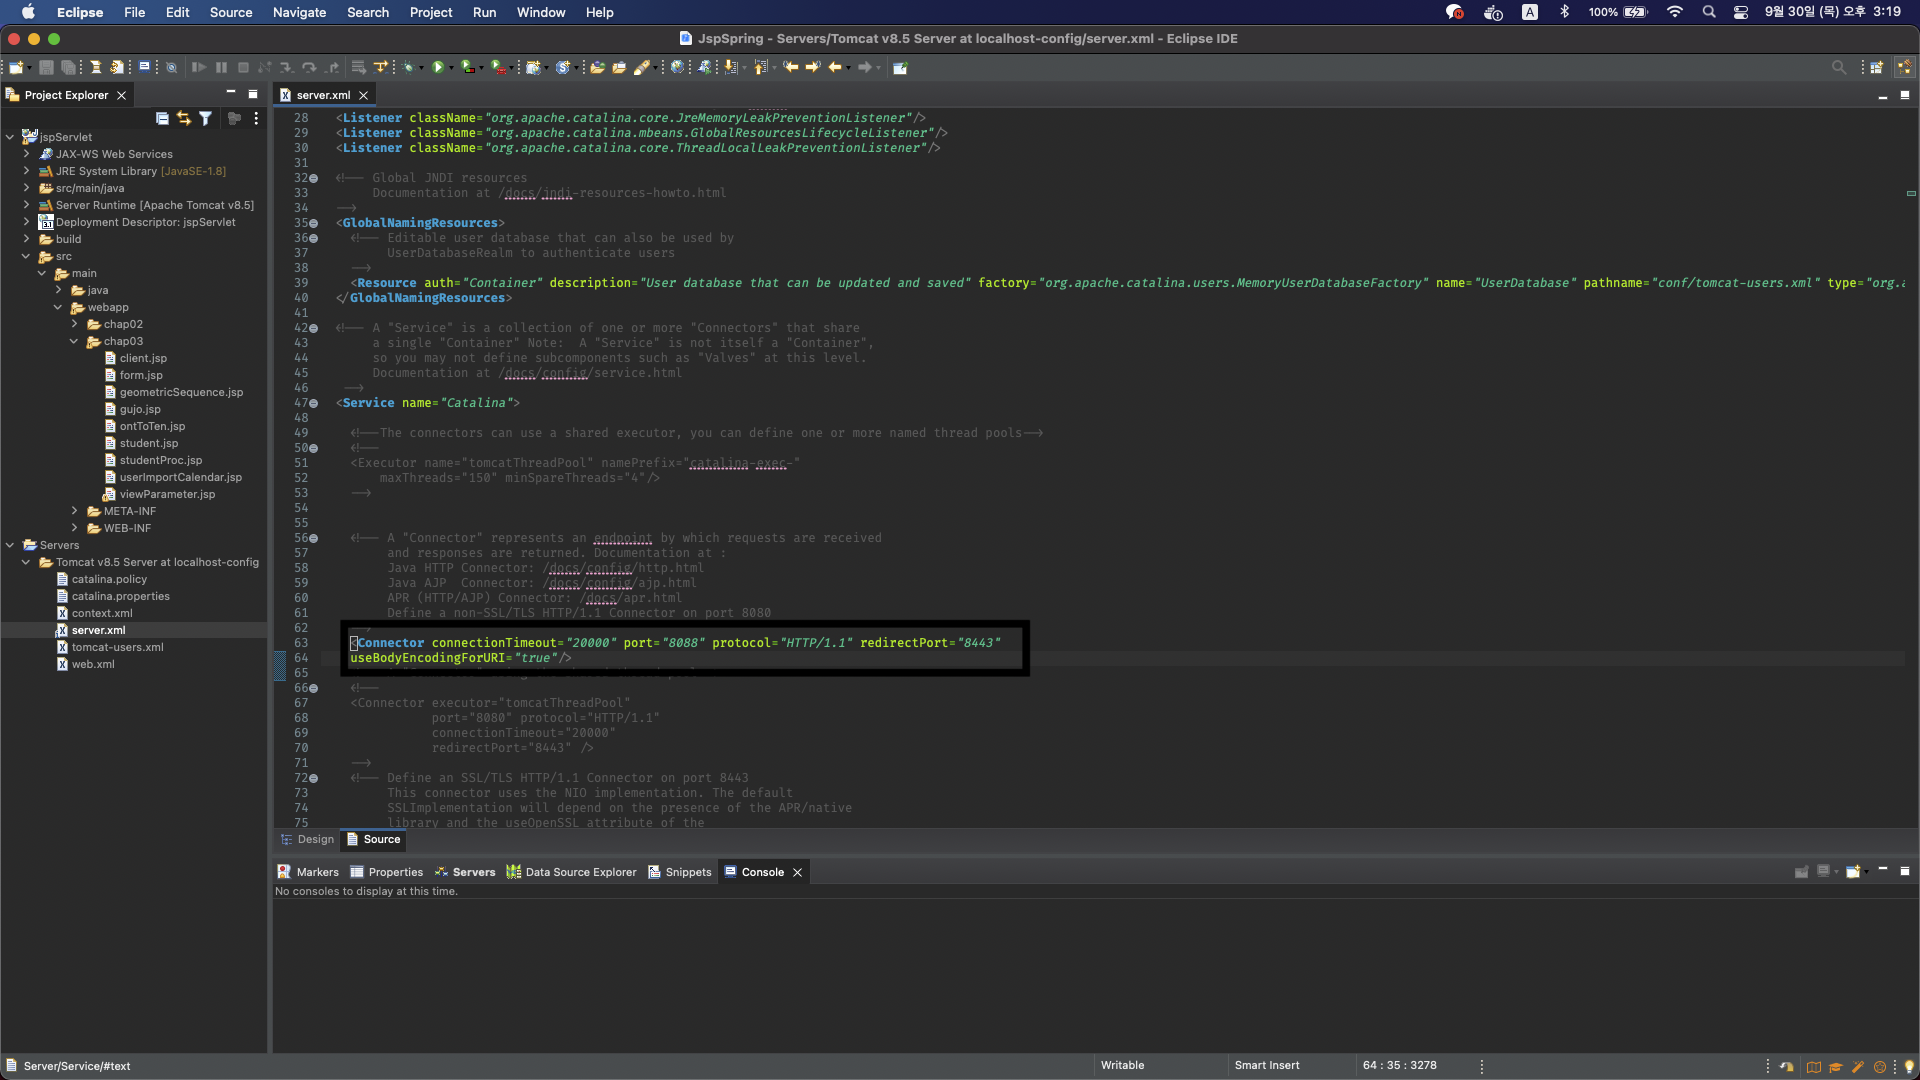 Eclipse File Edit Source Navigate Search Project Run Window Help
A 100% 9월 30일 (목) 오후 3:19
JspSpring - Servers/Tomcat v8.5 Server at localhost-config/server.xml - Eclipse IDE
Project Explorer
jspServlet
JAX-WS Web Services
JRE System Library [JavaSE-1.8]
src/main/java
Server Runtime [Apache Tomcat v8.5]
Deployment Descriptor: jspServlet
build
src
main
java
webapp
chap02
chap03
client.jsp
form.jsp
geometricSequence.jsp
gujo.jsp
ontToTen.jsp
student.jsp
studentProc.jsp
userImportCalendar.jsp
viewParameter.jsp
META-INF
WEB-INF
Servers
Tomcat v8.5 Server at localhost-config
catalina.policy
catalina.properties
context.xml
server.xml
tomcat-users.xml
web.xml
server.xml
28 <Listener className="org.apache.catalina.core.JreMemoryLeakPreventionListener"/>
29 <Listener className="org.apache.catalina.mbeans.GlobalResourcesLifecycleListener"/>
30 <Listener className="org.apache.catalina.core.ThreadLocalLeakPreventionListener"/>
31
32 <!-- Global JNDI resources
33 Documentation at /docs/jndi-resources-howto.html
34 -->
35 <GlobalNamingResources>
36 <!-- Editable user database that can also be used by
37 UserDatabaseRealm to authenticate users
38 -->
39 <Resource auth="Container" description="User database that can be updated and saved" factory="org.apache.catalina.users.MemoryUserDatabaseFactory" name="UserDatabase" pathname="conf/tomcat-users.xml" type="org.a
40 </GlobalNamingResources>
41
42 <!-- A "Service" is a collection of one or more "Connectors" that share
43 a single "Container" Note:  A "Service" is not itself a "Container",
44 so you may not define subcomponents such as "Valves" at this level.
45 Documentation at /docs/config/service.html
46 -->
47 <Service name="Catalina">
48
49 <!--The connectors can use a shared executor, you can define one or more named thread pools-->
50 <!--
51 <Executor name="tomcatThreadPool" namePrefix="catalina-exec-"
52 maxThreads="150" minSpareThreads="4"/>
53 -->
54
55
56 <!-- A "Connector" represents an endpoint by which requests are received
57 and responses are returned. Documentation at :
58 Java HTTP Connector: /docs/config/http.html
59 Java AJP  Connector: /docs/config/ajp.html
60 APR (HTTP/AJP) Connector: /docs/apr.html
61 Define a non-SSL/TLS HTTP/1.1 Connector on port 8080
62
63 <Connector connectionTimeout="20000" port="8088" protocol="HTTP/1.1" redirectPort="8443"
64 useBodyEncodingForURI="true"/>
65
66 <!--
67 <Connector executor="tomcatThreadPool"
68 port="8080" protocol="HTTP/1.1"
69 connectionTimeout="20000"
70 redirectPort="8443" />
71 -->
72 <!-- Define an SSL/TLS HTTP/1.1 Connector on port 8443
73 This connector uses the NIO implementation. The default
74 SSLImplementation will depend on the presence of the APR/native
75 library and the useOpenSSL attribute of the
Design Source
Markers Properties Servers Data Source Explorer Snippets Console
No consoles to display at this time.
Server/Service/#text Writable Smart Insert 64 : 35 : 3278